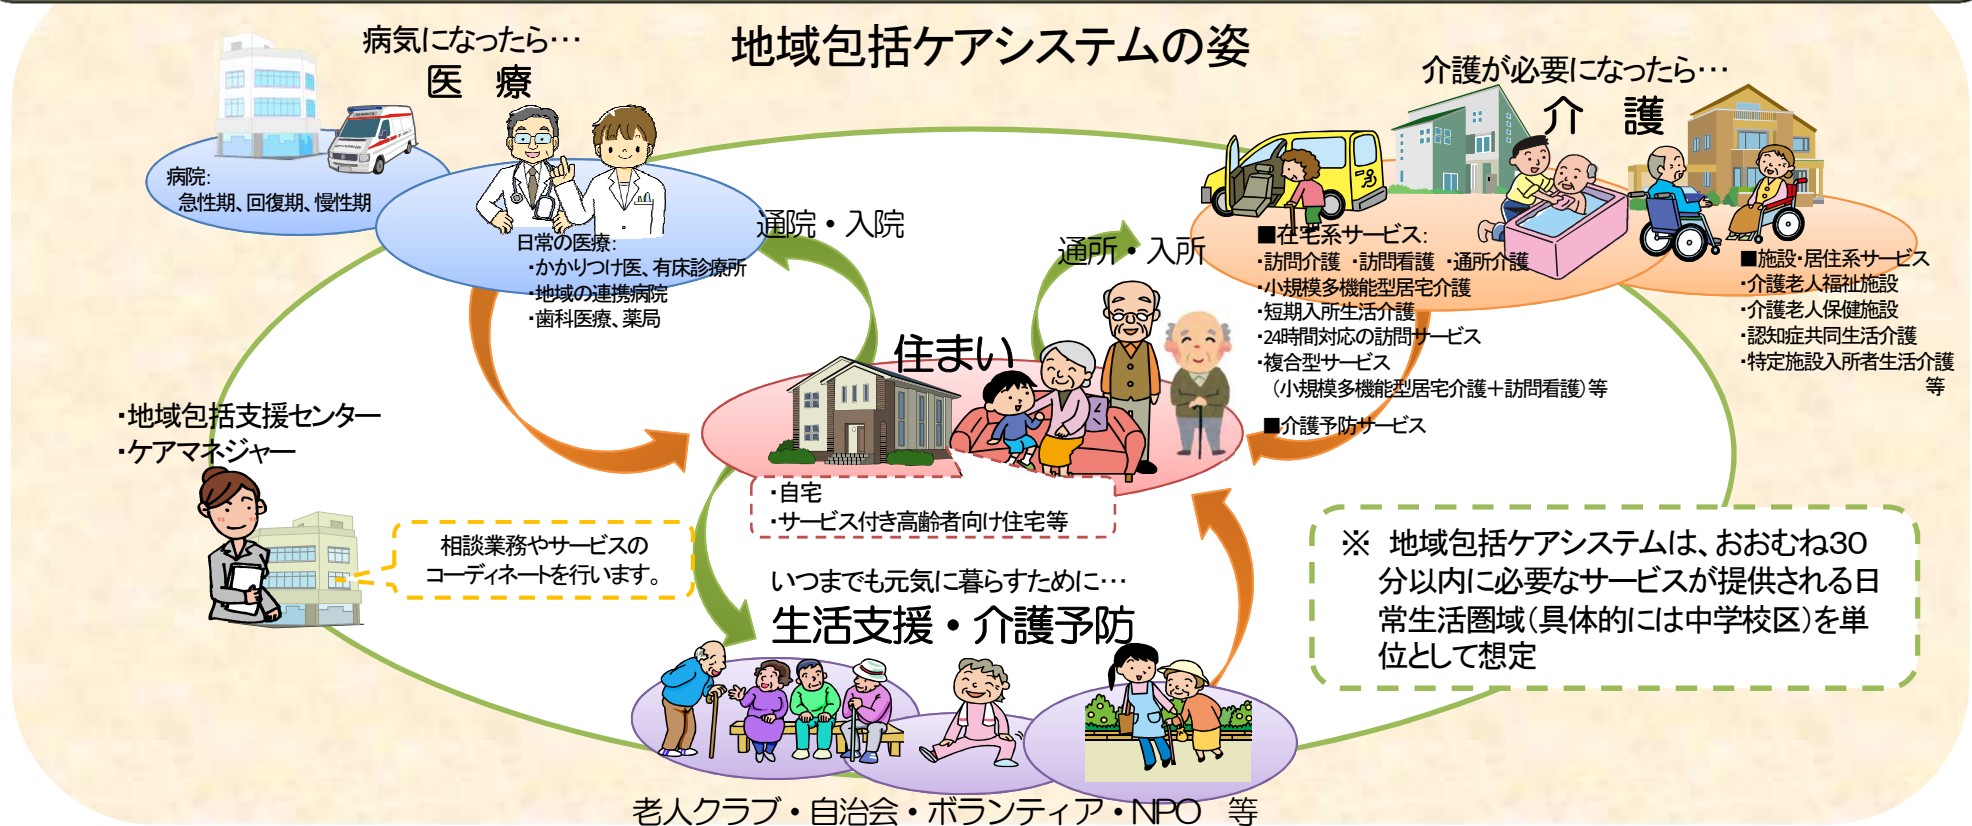 地域包括ケアシステムの姿
病気になったら…
医 療
病院:
急性期、回復期、慢性期
日常の医療:
・かかりつけ医、有床診療所
・地域の連携病院
・歯科医療、薬局
通院・入院
通所・入所
介護が必要になったら…
介 護
■在宅系サービス:
・訪問介護 ・訪問看護 ・通所介護
・小規模多機能型居宅介護
・短期入所生活介護
・24時間対応の訪問サービス
・複合型サービス
（小規模多機能型居宅介護＋訪問看護）等
■介護予防サービス
■施設・居住系サービス
・介護老人福祉施設
・介護老人保健施設
・認知症共同生活介護
・特定施設入所者生活介護
等
住まい
・自宅
・サービス付き高齢者向け住宅等
・地域包括支援センター
・ケアマネジャー
相談業務やサービスの
コーディネートを行います。
いつまでも元気に暮らすために…
生活支援・介護予防
老人クラブ・自治会・ボランティア・NPO 等
※ 地域包括ケアシステムは、おおむね30
分以内に必要なサービスが提供される日
常生活圏域（具体的には中学校区）を単
位として想定